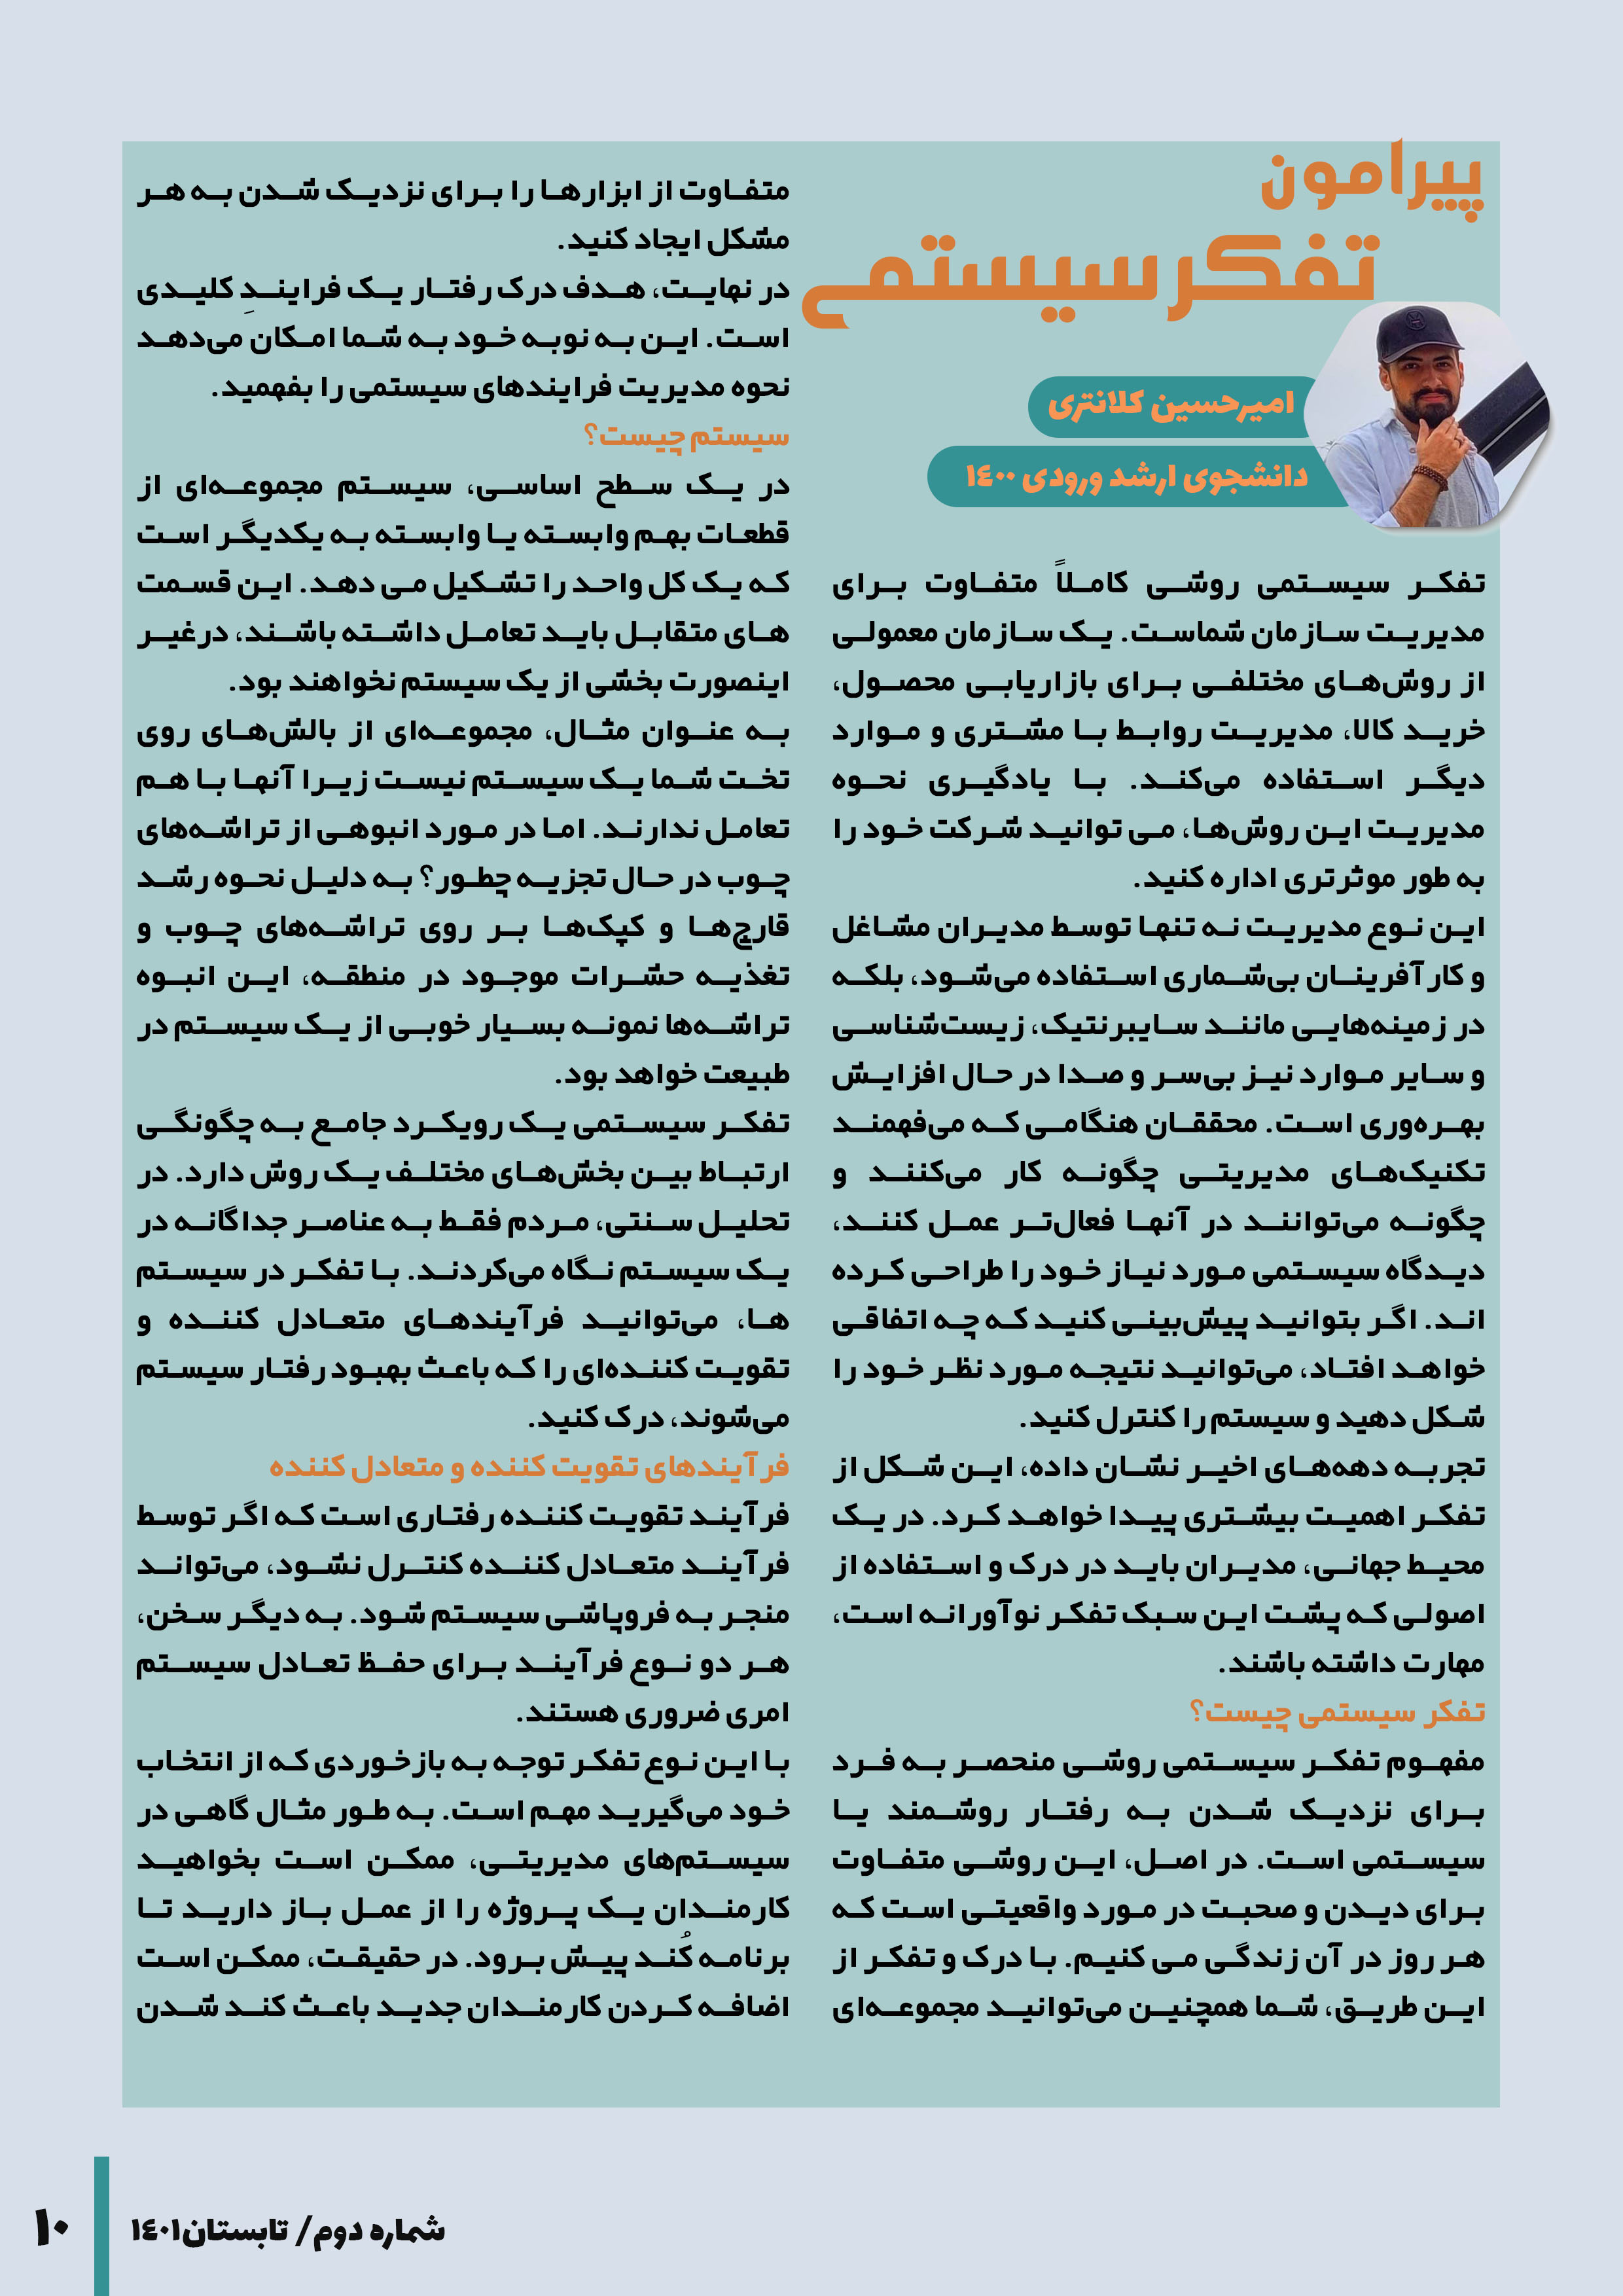 پیرامون
تفکر سیستمی
امیرحسین کلانتری
دانشجوی ارشد ورودی ۱۴۰۰
تفکر سیستمی روشی کاملاً متفاوت برای
مدیریت سازمان شماست. یک سازمان معمولی
از روش‌های مختلفی برای بازاریابی محصول،
خرید کالا، مدیریت روابط با مشتری و موارد
دیگر استفاده می‌کند. با یادگیری نحوه
مدیریت این روش‌ها، می توانید شرکت خود را
به طور موثرتری اداره کنید.
این نوع مدیریت نه تنها توسط مدیران مشاغل
و کارآفرینان بی‌شماری استفاده می‌شود، بلکه
در زمینه‌هایی مانند سایبرنتیک، زیست‌شناسی
و سایر موارد نیز بی‌سر و صدا در حال افزایش
بهره‌وری است. محققان هنگامی که می‌فهمند
تکنیک‌های مدیریتی چگونه کار می‌کنند و
چگونه می‌توانند در آنها فعال‌تر عمل کنند،
دیدگاه سیستمی مورد نیاز خود را طراحی کرده
اند. اگر بتوانید پیش‌بینی کنید که چه اتفاقی
خواهد افتاد، می‌توانید نتیجه مورد نظر خود را
شکل دهید و سیستم را کنترل کنید.
تجربه دهه‌های اخیر نشان داده، این شکل از
تفکر اهمیت بیشتری پیدا خواهد کرد. در یک
محیط جهانی، مدیران باید در درک و استفاده از
اصولی که پشت این سبک تفکر نوآورانه است،
مهارت داشته باشند.
تفکر سیستمی چیست؟
مفهوم تفکر سیستمی روشی منحصر به فرد
برای نزدیک شدن به رفتار روشمند یا
سیستمی است. در اصل، این روشی متفاوت
برای دیدن و صحبت در مورد واقعیتی است که
هر روز در آن زندگی می کنیم. با درک و تفکر از
این طریق، شما همچنین می‌توانید مجموعه‌ای
متفاوت از ابزارها را برای نزدیک شدن به هر
مشکل ایجاد کنید.
در نهایت، هدف درک رفتار یک فرایندِ کلیدی
است. این به نوبه خود به شما امکان می‌دهد
نحوه مدیریت فرایندهای سیستمی را بفهمید.
سیستم چیست؟
در یک سطح اساسی، سیستم مجموعه‌ای از
قطعات بهم وابسته یا وابسته به یکدیگر است
که یک کل واحد را تشکیل می دهد. این قسمت
های متقابل باید تعامل داشته باشند، درغیر
اینصورت بخشی از یک سیستم نخواهند بود.
به عنوان مثال، مجموعه‌ای از بالش‌های روی
تخت شما یک سیستم نیست زیرا آنها با هم
تعامل ندارند. اما در مورد انبوهی از تراشه‌های
چوب در حال تجزیه چطور؟ به دلیل نحوه رشد
قارچ‌ها و کپک‌ها بر روی تراشه‌های چوب و
تغذیه حشرات موجود در منطقه، این انبوه
تراشه‌ها نمونه بسیار خوبی از یک سیستم در
طبیعت خواهد بود.
تفکر سیستمی یک رویکرد جامع به چگونگی
ارتباط بین بخش‌های مختلف یک روش دارد. در
تحلیل سنتی، مردم فقط به عناصر جداگانه در
یک سیستم نگاه می‌کردند. با تفکر در سیستم
ها، می‌توانید فرآیندهای متعادل کننده و
تقویت کننده‌ای را که باعث بهبود رفتار سیستم
می‌شوند، درک کنید.
فرآیندهای تقویت کننده و متعادل کننده
فرآیند تقویت کننده رفتاری است که اگر توسط
فرآیند متعادل کننده کنترل نشود، می‌تواند
منجر به فروپاشی سیستم شود. به دیگر سخن،
هر دو نوع فرآیند برای حفظ تعادل سیستم
امری ضروری هستند.
با این نوع تفکر توجه به بازخوردی که از انتخاب
خود می‌گیرید مهم است. به طور مثال گاهی در
سیستم‌های مدیریتی، ممکن است بخواهید
کارمندان یک پروژه را از عمل باز دارید تا
برنامه کُند پیش برود. در حقیقت، ممکن است
اضافه کردن کارمندان جدید باعث کند شدن
شماره دوم/ تابستان۱۴۰۱
۱۰